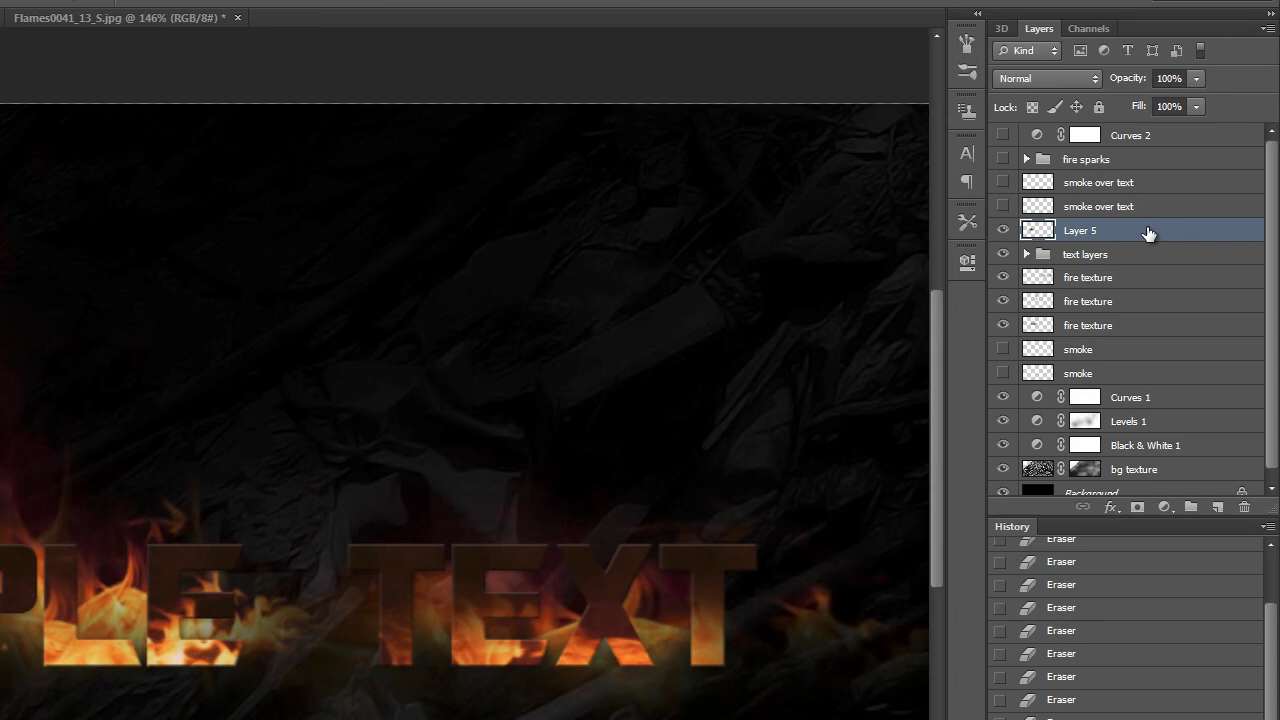 Flames0041_13_S.jpg @ 146% (RGB/8#) * ×
3D Layers Channels
Kind T
Normal Opacity: 100%
Lock: Fill: 100%
Curves 2
fire sparks
smoke over text
smoke over text
Layer 5
text layers
fire texture
fire texture
fire texture
smoke
smoke
Curves 1
Levels 1
Black & White 1
bg texture
Background
fx
History
Eraser
Eraser
Eraser
Eraser
Eraser
Eraser
Eraser
Eraser
PLE TEXT